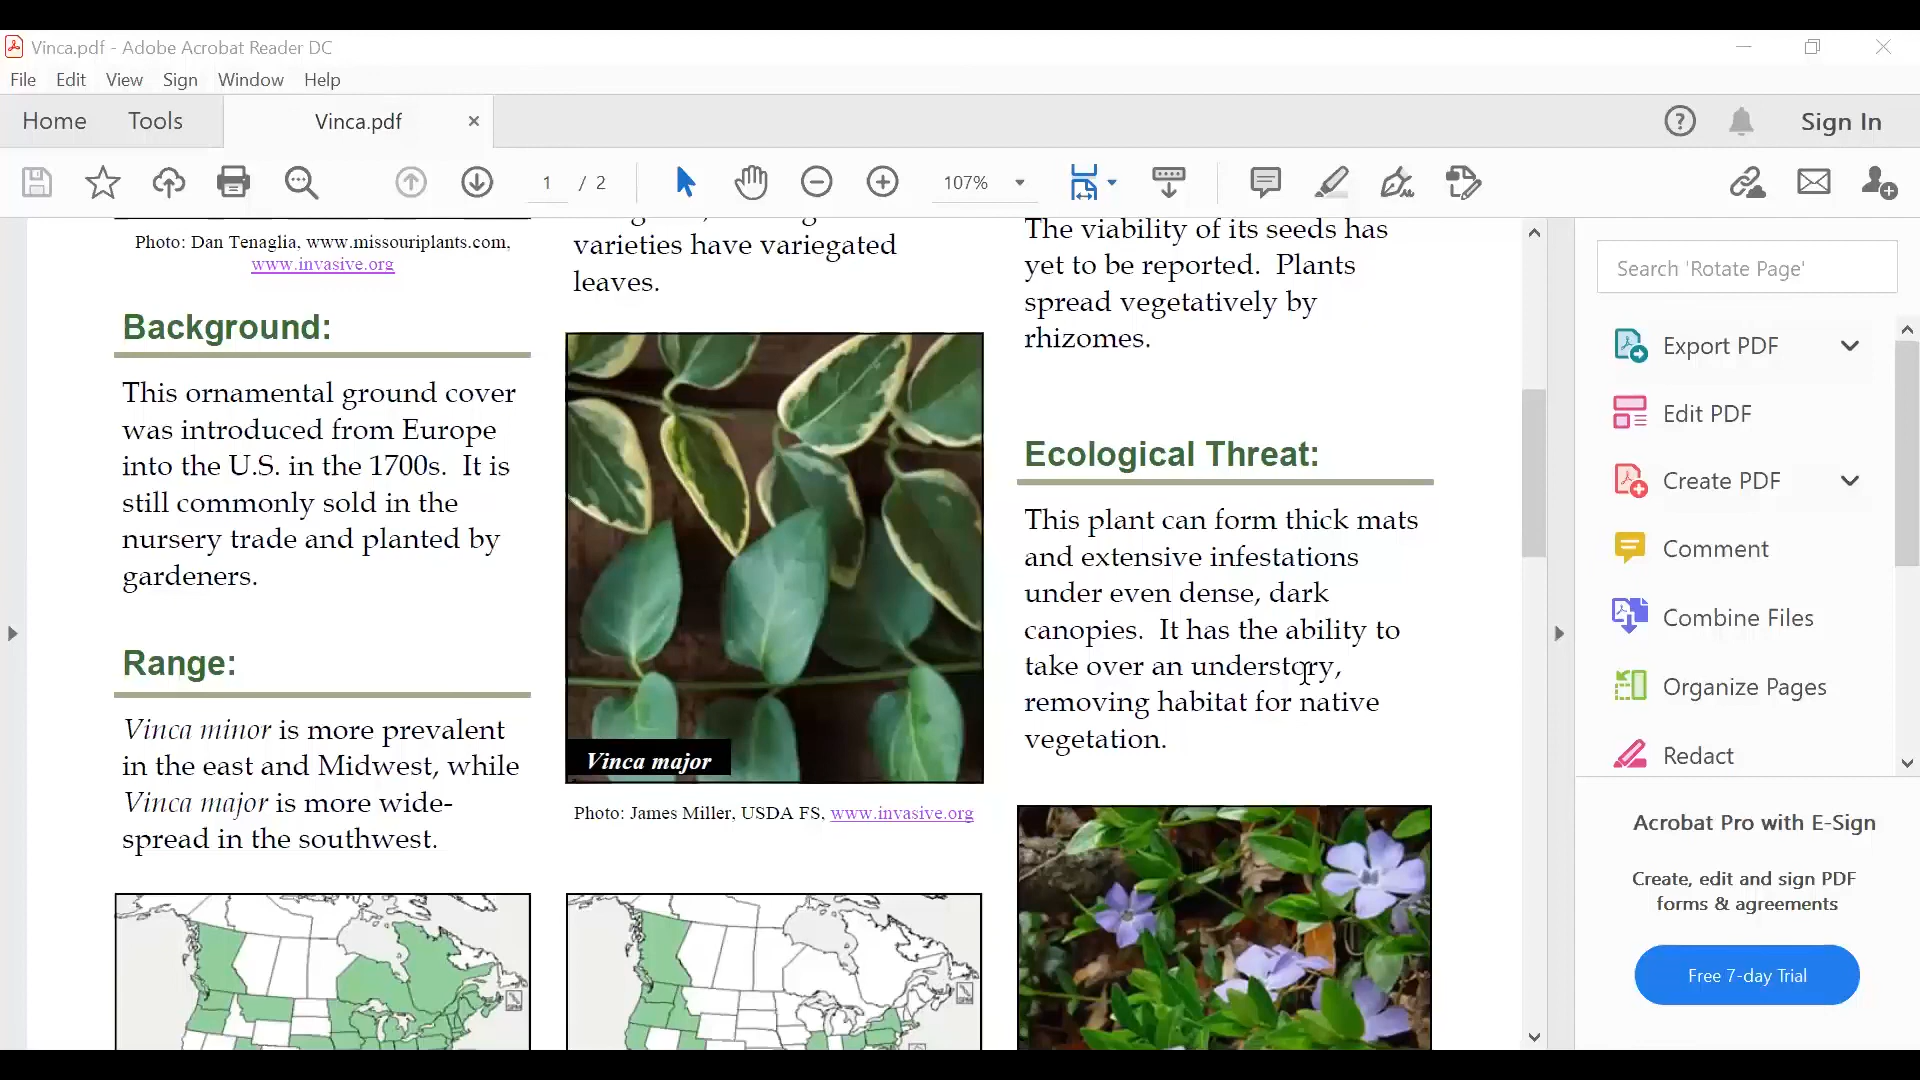 Vinca.pdf - Adobe Acrobat Reader DC
File Edit View Sign Window Help
Home Tools Vinca.pdf × Sign In
1 / 2 107%
Photo: Dan Tenaglia, www.missouriplants.com,
www.invasive.org
Background:
This ornamental ground cover
was introduced from Europe
into the U.S. in the 1700s. It is
still commonly sold in the
nursery trade and planted by
gardeners.
Range:
Vinca minor is more prevalent
in the east and Midwest, while
Vinca major is more wide-
spread in the southwest.
varieties have variegated
leaves.
Vinca major
Photo: James Miller, USDA FS, www.invasive.org
The viability of its seeds has
yet to be reported. Plants
spread vegetatively by
rhizomes.
Ecological Threat:
This plant can form thick mats
and extensive infestations
under even dense, dark
canopies. It has the ability to
take over an understory,
removing habitat for native
vegetation.
Search 'Rotate Page'
Export PDF
Edit PDF
Create PDF
Comment
Combine Files
Organize Pages
Redact
Acrobat Pro with E-Sign
Create, edit and sign PDF
forms & agreements
Free 7-day Trial